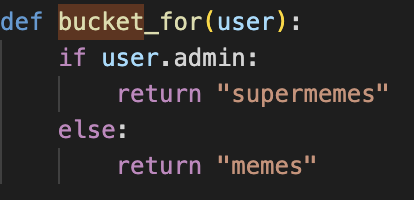 def bucket_for(user):
    if user.admin:
        return "supermemes"
    else:
        return "memes"